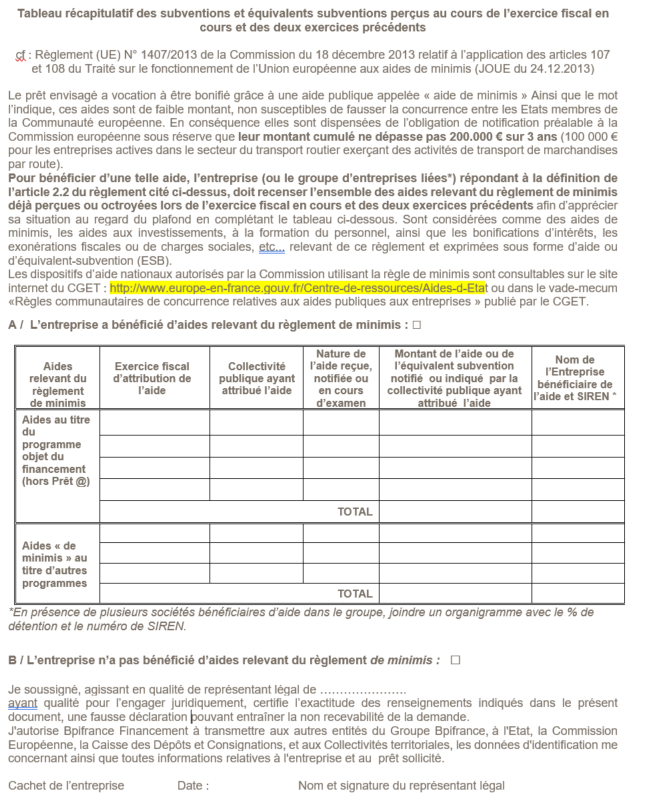 Tableau récapitulatif des subventions et équivalents subventions perçus au cours de l’exercice fiscal en
cours et des deux exercices précédents
cf : Règlement (UE) N° 1407/2013 de la Commission du 18 décembre 2013 relatif à l’application des articles 107
et 108 du Traité sur le fonctionnement de l’Union européenne aux aides de minimis (JOUE du 24.12.2013)
Le prêt envisagé a vocation à être bonifié grâce à une aide publique appelée « aide de minimis » Ainsi que le mot
l’indique, ces aides sont de faible montant, non susceptibles de fausser la concurrence entre les Etats membres de
la Communauté européenne. En conséquence elles sont dispensées de l’obligation de notification préalable à la
Commission européenne sous réserve que leur montant cumulé ne dépasse pas 200.000 € sur 3 ans (100 000 €
pour les entreprises actives dans le secteur du transport routier exerçant des activités de transport de marchandises
par route).
Pour bénéficier d’une telle aide, l’entreprise (ou le groupe d’entreprises liées*) répondant à la définition de
l’article 2.2 du règlement cité ci-dessus, doit recenser l’ensemble des aides relevant du règlement de minimis
déjà perçues ou octroyées lors de l’exercice fiscal en cours et des deux exercices précédents afin d’apprécier
sa situation au regard du plafond en complétant le tableau ci-dessous. Sont considérées comme des aides de
minimis, les aides aux investissements, à la formation du personnel, ainsi que les bonifications d’intérêts, les
exonérations fiscales ou de charges sociales, etc... relevant de ce règlement et exprimées sous forme d’aide ou
d’équivalent-subvention (ESB).
Les dispositifs d’aide nationaux autorisés par la Commission utilisant la règle de minimis sont consultables sur le site
internet du CGET : http://www.europe-en-france.gouv.fr/Centre-de-ressources/Aides-d-Etat ou dans le vade-mecum
«Règles communautaires de concurrence relatives aux aides publiques aux entreprises » publié par le CGET.
A / L’entreprise a bénéficié d’aides relevant du règlement de minimis : ☐
Aides
relevant du
règlement
de minimis
Exercice fiscal
d’attribution de
l’aide
Collectivité
publique ayant
attribué l’aide
Nature de
l’aide reçue,
notifiée ou
en cours
d’examen
Montant de l’aide ou de
l’équivalent subvention
notifié ou indiqué par la
collectivité publique ayant
attribué l’aide
Nom de
l’Entreprise
bénéficiaire de
l’aide et SIREN *
Aides au titre
du
programme
objet du
financement
(hors Prêt @)
TOTAL
Aides « de
minimis » au
titre d’autres
programmes
TOTAL
*En présence de plusieurs sociétés bénéficiaires d’aide dans le groupe, joindre un organigramme avec le % de
détention et le numéro de SIREN.
B / L’entreprise n’a pas bénéficié d’aides relevant du règlement de minimis : ☐
Je soussigné, agissant en qualité de représentant légal de ………………….
ayant qualité pour l’engager juridiquement, certifie l’exactitude des renseignements indiqués dans le présent
document, une fausse déclaration pouvant entraîner la non recevabilité de la demande.
J'autorise Bpifrance Financement à transmettre aux autres entités du Groupe Bpifrance, à l'Etat, la Commission
Européenne, la Caisse des Dépôts et Consignations, et aux Collectivités territoriales, les données d'identification me
concernant ainsi que toutes informations relatives à l'entreprise et au prêt sollicité.
Cachet de l’entreprise Date : Nom et signature du représentant légal